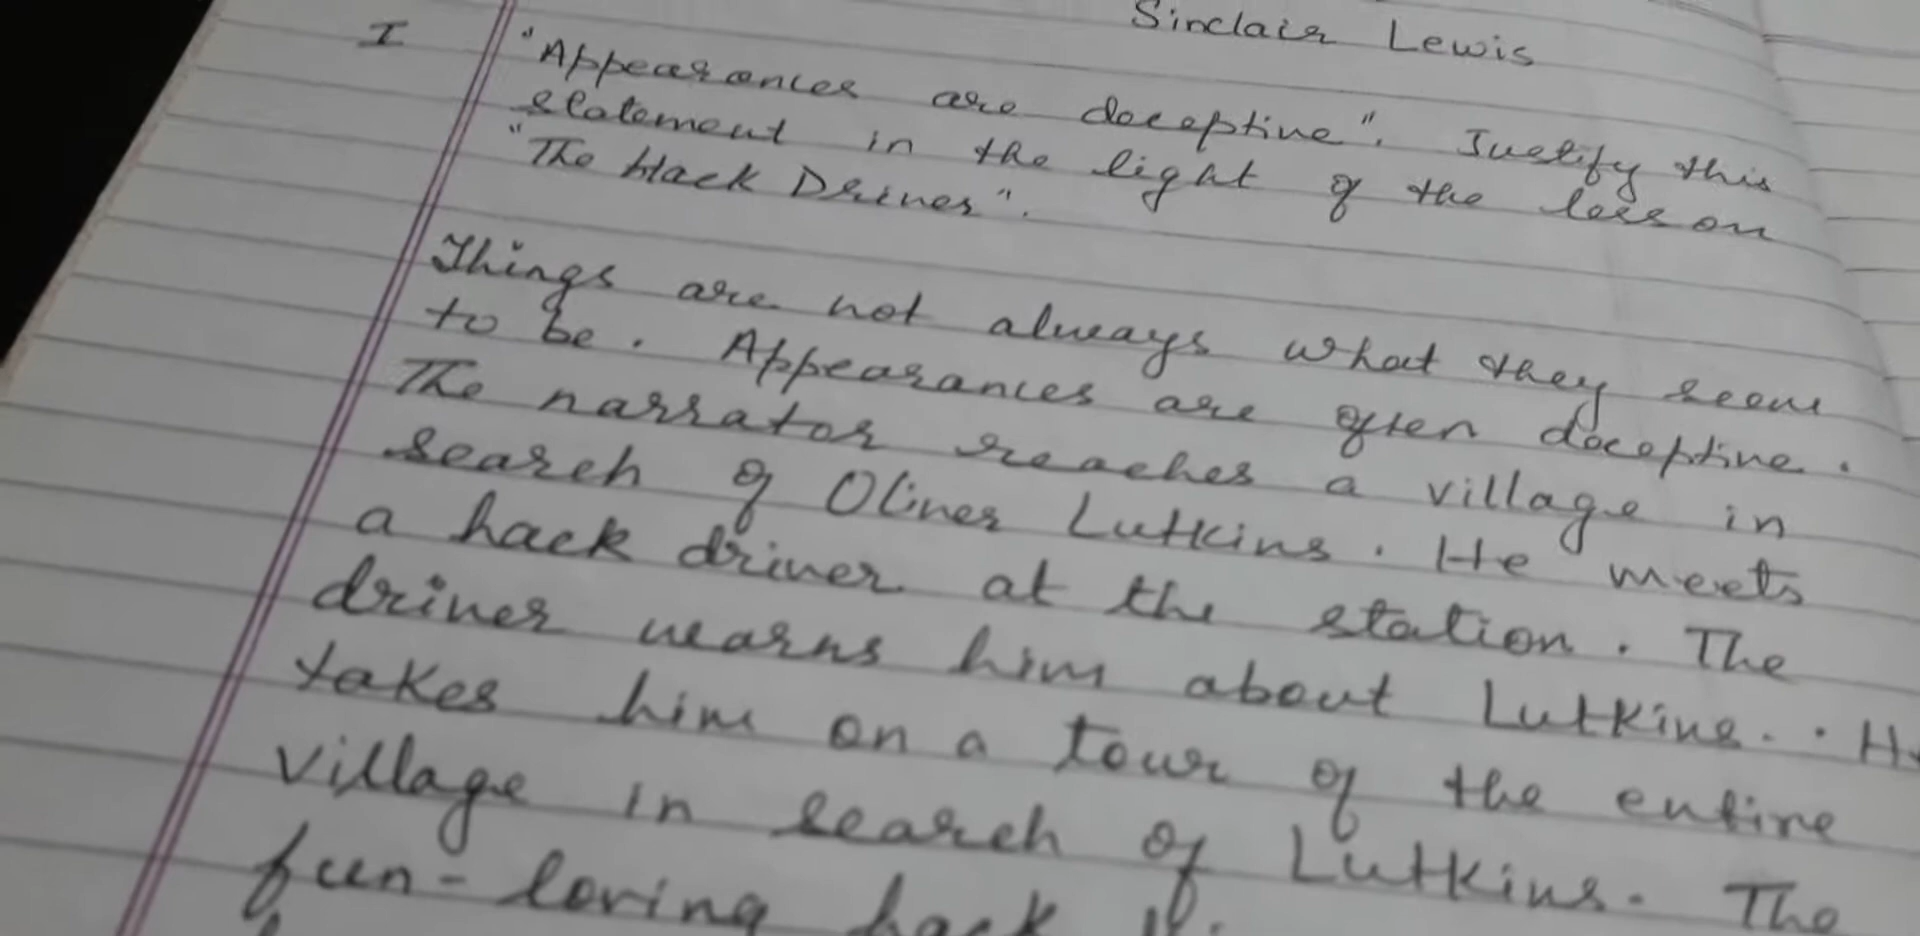 Sinclair Lewis
I "Appearances are deceptive". Justify this
statement in the light of the lesson
"The Hack Driver".
Things are not always what they seem
to be. Appearances are often deceptive.
The narrator reaches a village in
search of Oliver Lutkins. He meets
a hack driver at the station. The
driver warns him about Lutkins. He
takes him on a tour of the entire
village in search of Lutkins. The
fun-loving hack